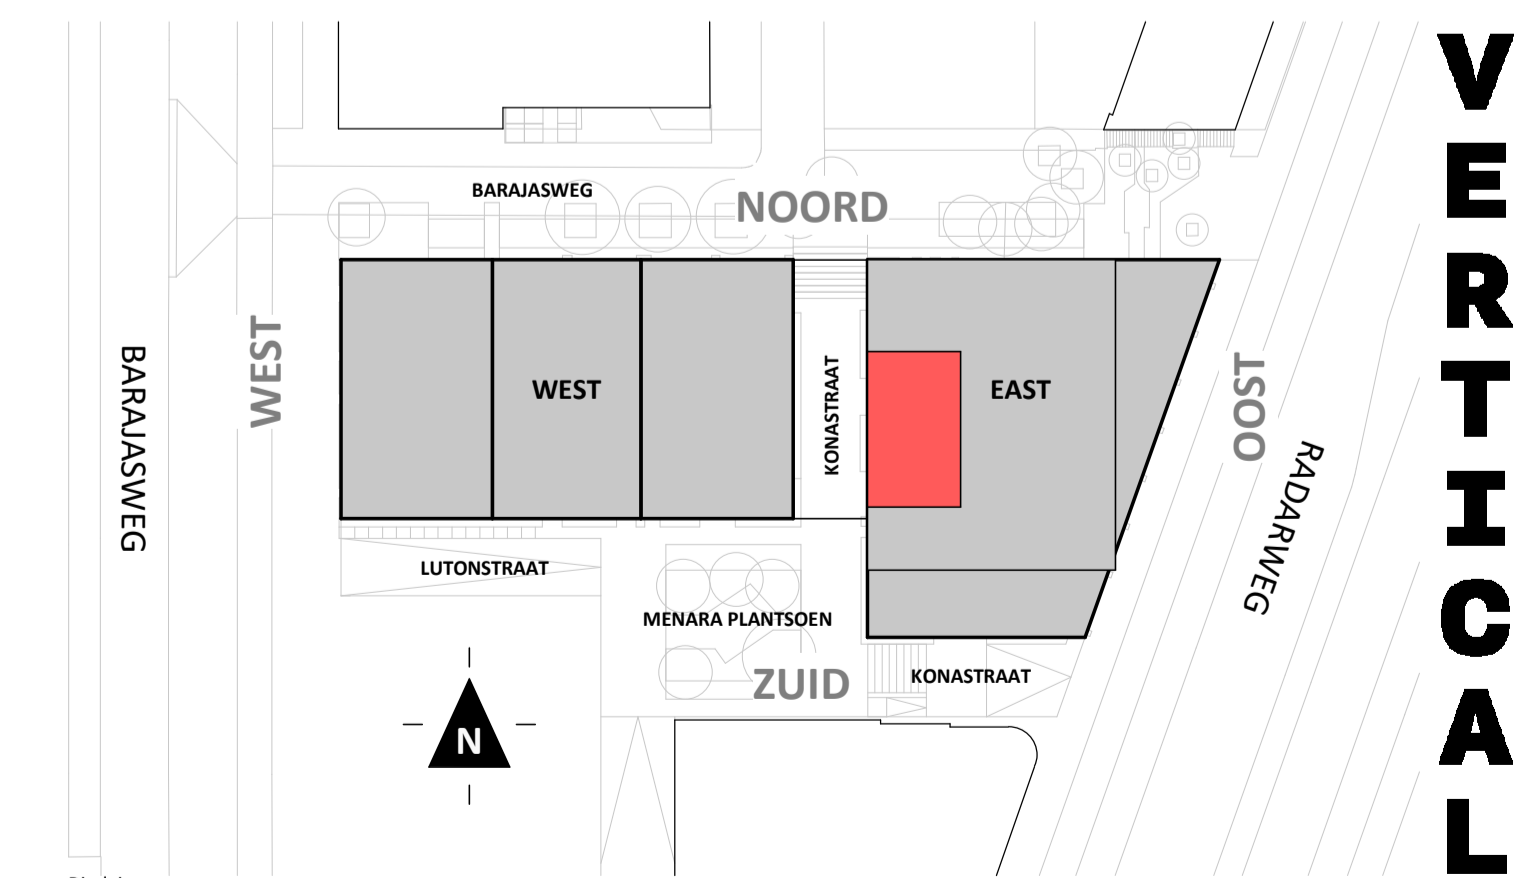 BARAJASWEG
NOORD
WEST
BARAJASWEG
WEST
KONASTRAAT
EAST
OOST
RADARWEG
LUTONSTRAAT
MENARA PLANTSOEN
ZUID
KONASTRAAT
N
VERTICAL